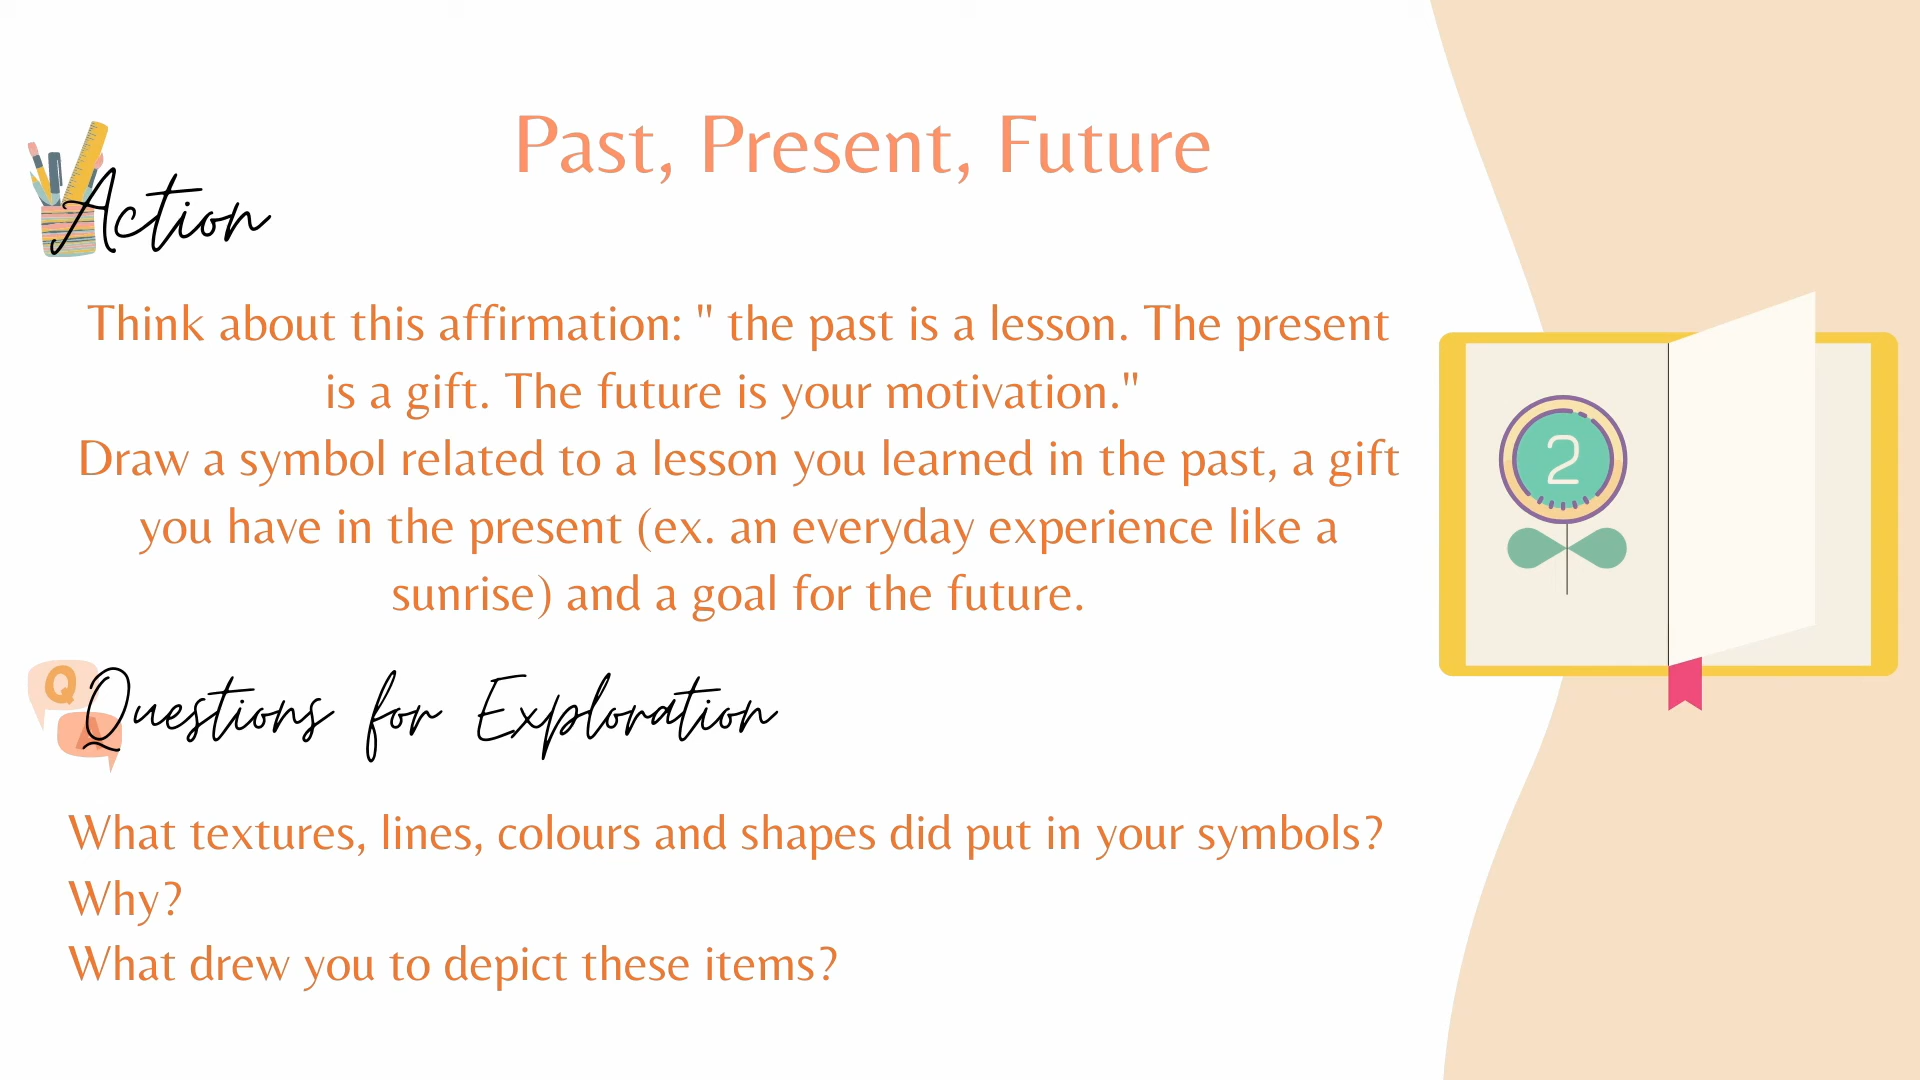 Past, Present, Future
Action
Think about this affirmation: " the past is a lesson. The present
is a gift. The future is your motivation."
Draw a symbol related to a lesson you learned in the past, a gift
you have in the present (ex. an everyday experience like a
sunrise) and a goal for the future.
Q
A
Questions for Exploration
What textures, lines, colours and shapes did put in your symbols?
Why?
What drew you to depict these items?
2